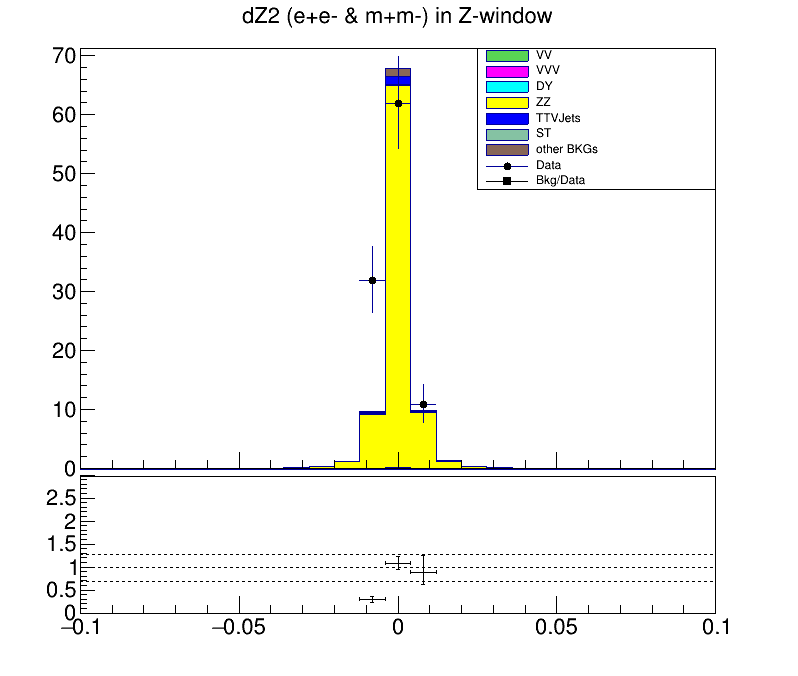 dZ2 (e+e- & m+m-) in Z-window
70
60
50
40
30
20
10
0
VV
VVV
DY
ZZ
TTVJets
ST
other BKGs
Data
Bkg/Data
2.5
2
1.5
1
0.5
0
−0.1 −0.05 0 0.05 0.1